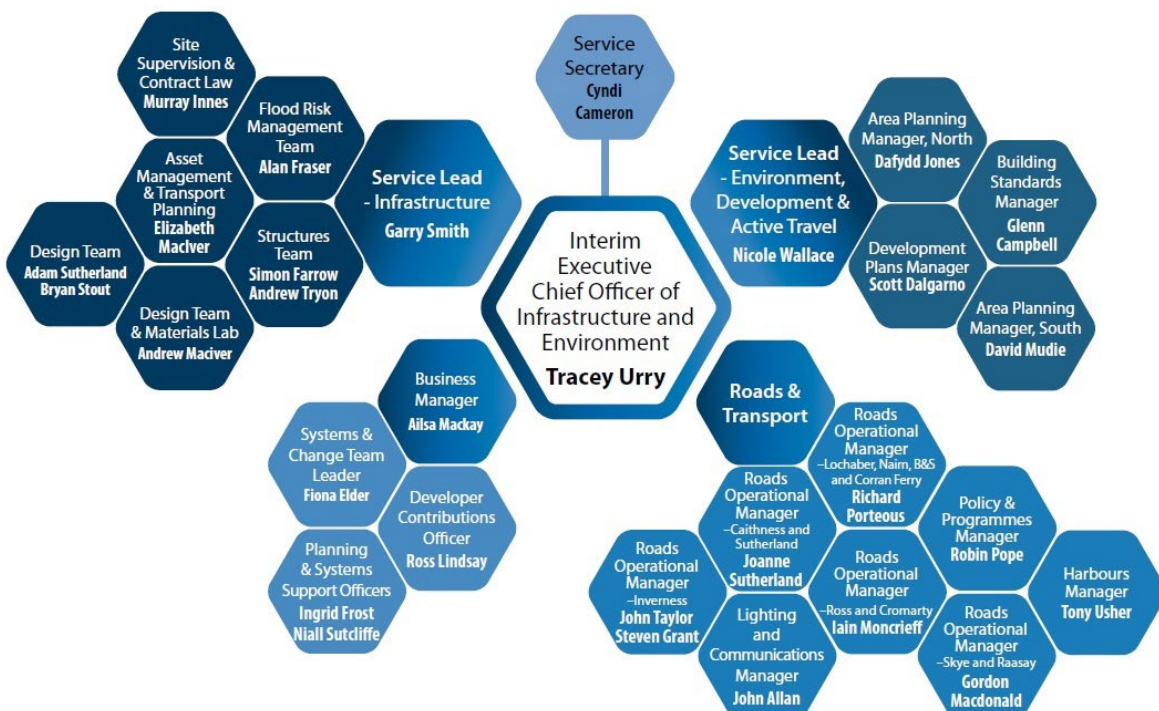 Site
Supervision &
Contract Law
Murray Innes
Flood Risk
Management
Team
Alan Fraser
Asset
Management
& Transport
Planning
Elizabeth
MacIver
Structures
Team
Simon Farrow
Andrew Tryon
Design Team
Adam Sutherland
Bryan Stout
Design Team
& Materials Lab
Andrew Maciver
Service Lead
- Infrastructure
Garry Smith
Service
Secretary
Cyndi
Cameron
Interim
Executive
Chief Officer of
Infrastructure and
Environment
Tracey Urry
Service Lead
- Environment,
Development &
Active Travel
Nicole Wallace
Area Planning
Manager, North
Dafydd Jones
Building
Standards
Manager
Glenn
Campbell
Development
Plans Manager
Scott Dalgarno
Area Planning
Manager, South
David Mudie
Business
Manager
Ailsa Mackay
Systems &
Change Team
Leader
Fiona Elder
Developer
Contributions
Officer
Ross Lindsay
Planning
& Systems
Support Officers
Ingrid Frost
Niall Sutcliffe
Roads &
Transport
Roads
Operational
Manager
–Lochaber, Nairn, B&S
and Corran Ferry
Richard
Porteous
Roads
Operational
Manager
–Caithness and
Sutherland
Joanne
Sutherland
Policy &
Programmes
Manager
Robin Pope
Roads
Operational
Manager
–Inverness
John Taylor
Steven Grant
Roads
Operational
Manager
–Ross and Cromarty
Iain Moncrieff
Harbours
Manager
Tony Usher
Lighting
and
Communications
Manager
John Allan
Roads
Operational
Manager
–Skye and Raasay
Gordon
Macdonald